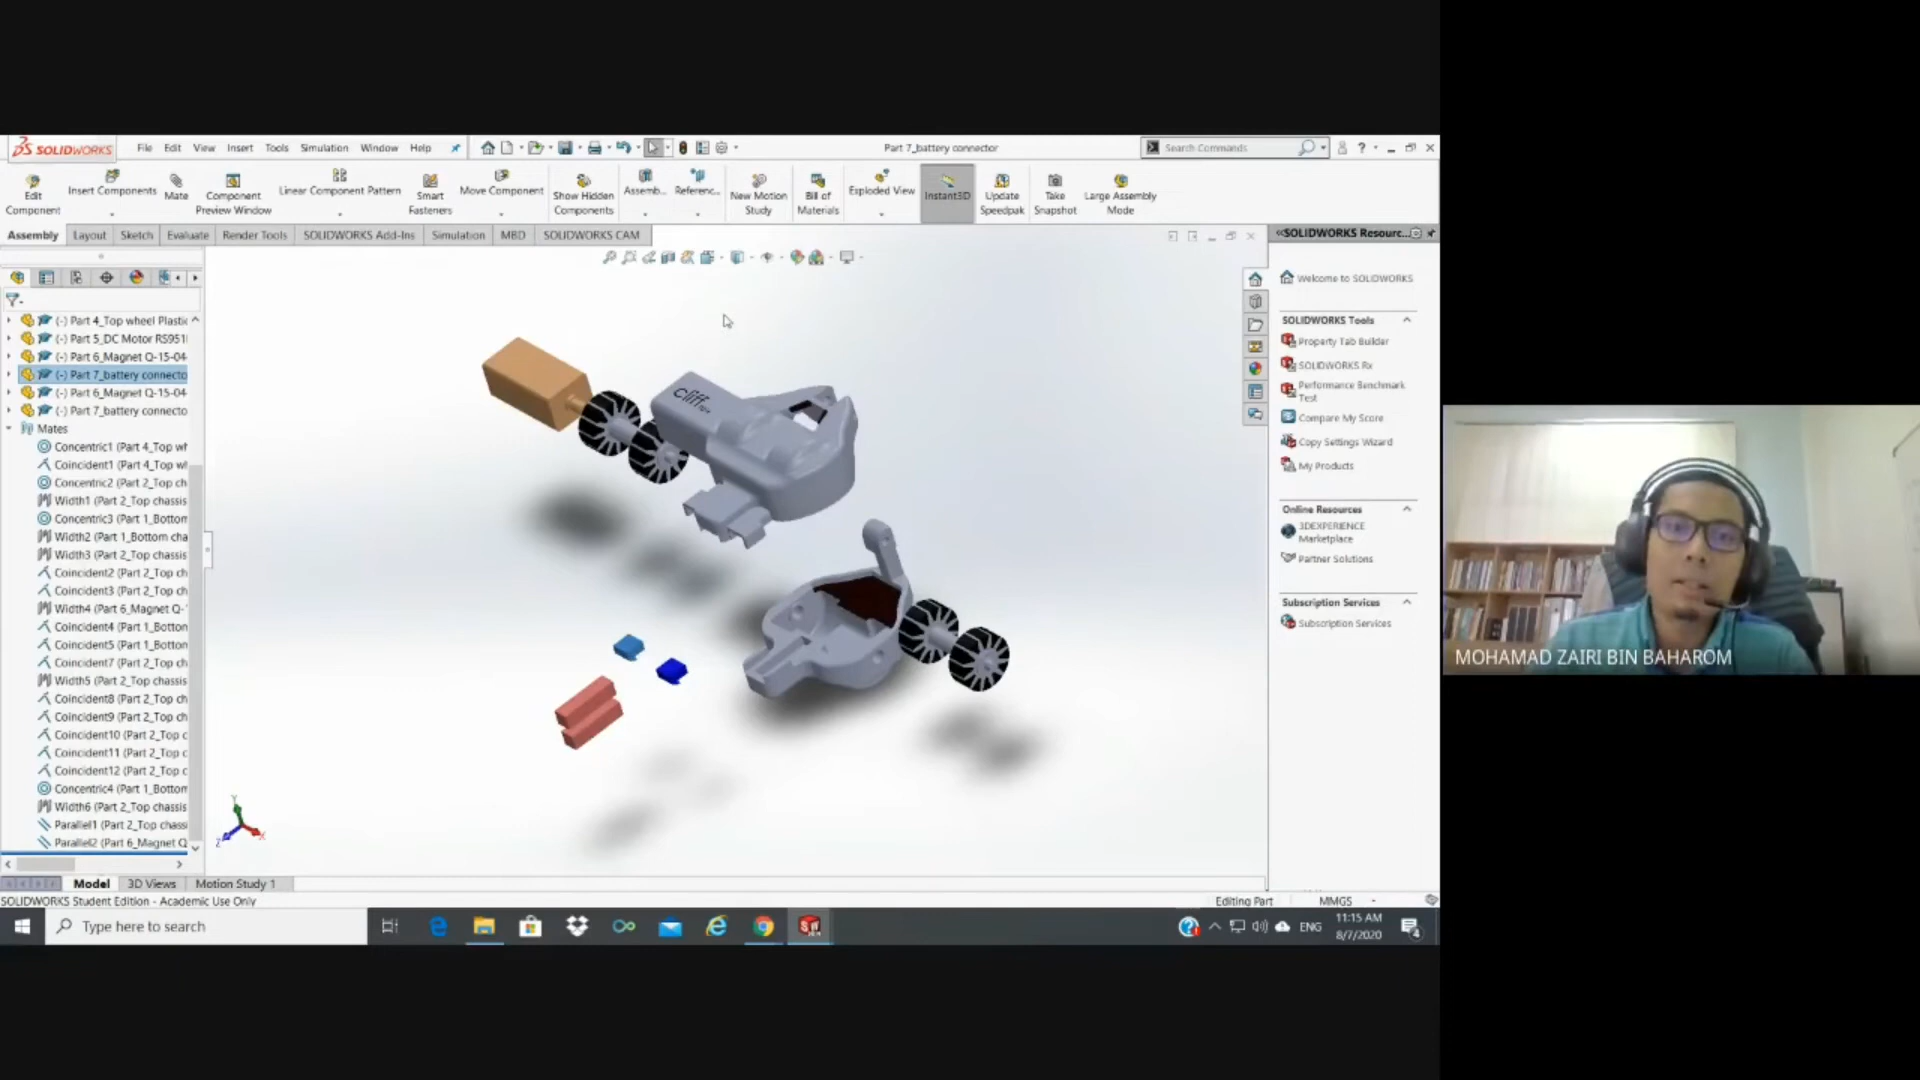 SOLIDWORKS File Edit View Insert Tools Simulation Window Help
Part 7_battery connector
Search Commands
Edit Component
Insert Components
Mate
Component Preview Window
Linear Component Pattern
Smart Fasteners
Move Component
Show Hidden Components
Assemb...
Referenc...
New Motion Study
Bill of Materials
Exploded View
Instant3D
Update Speedpak
Take Snapshot
Large Assembly Mode
Assembly Layout Sketch Evaluate Render Tools SOLIDWORKS Add-Ins Simulation MBD SOLIDWORKS CAM
(-) Part 4_Top wheel Plastic
(-) Part 5_DC Motor RS951
(-) Part 6_Magnet Q-15-04-
(-) Part 7_battery connecto
(-) Part 6_Magnet Q-15-04-
(-) Part 7_battery connecto
Mates
Concentric1 (Part 4_Top wh
Coincident1 (Part 4_Top wh
Concentric2 (Part 2_Top ch
Width1 (Part 2_Top chassis
Concentric3 (Part 1_Bottom
Width2 (Part 1_Bottom cha
Width3 (Part 2_Top chassis
Coincident2 (Part 2_Top ch
Coincident3 (Part 2_Top ch
Width4 (Part 6_Magnet Q-
Coincident4 (Part 1_Botton
Coincident5 (Part 1_Botton
Coincident7 (Part 2_Top ch
Width5 (Part 2_Top chassis
Coincident8 (Part 2_Top ch
Coincident9 (Part 2_Top ch
Coincident10 (Part 2_Top c
Coincident11 (Part 2_Top c
Coincident12 (Part 2_Top c
Concentric4 (Part 1_Bottom
Width6 (Part 2_Top chassis
Parallel1 (Part 2_Top chassi
Parallel2 (Part 6_Magnet Q
cliff
SOLIDWORKS Resourc...
Welcome to SOLIDWORKS
SOLIDWORKS Tools
Property Tab Builder
SOLIDWORKS Rx
Performance Benchmark
Test
Compare My Score
Copy Settings Wizard
My Products
Online Resources
3DEXPERIENCE
Marketplace
Partner Solutions
Subscription Services
Subscription Services
MOHAMAD ZAIRI BIN BAHAROM
Model 3D Views Motion Study 1
SOLIDWORKS Student Edition - Academic Use Only
Editing Part MMGS
Type here to search
ENG
11:15 AM
8/7/2020
4